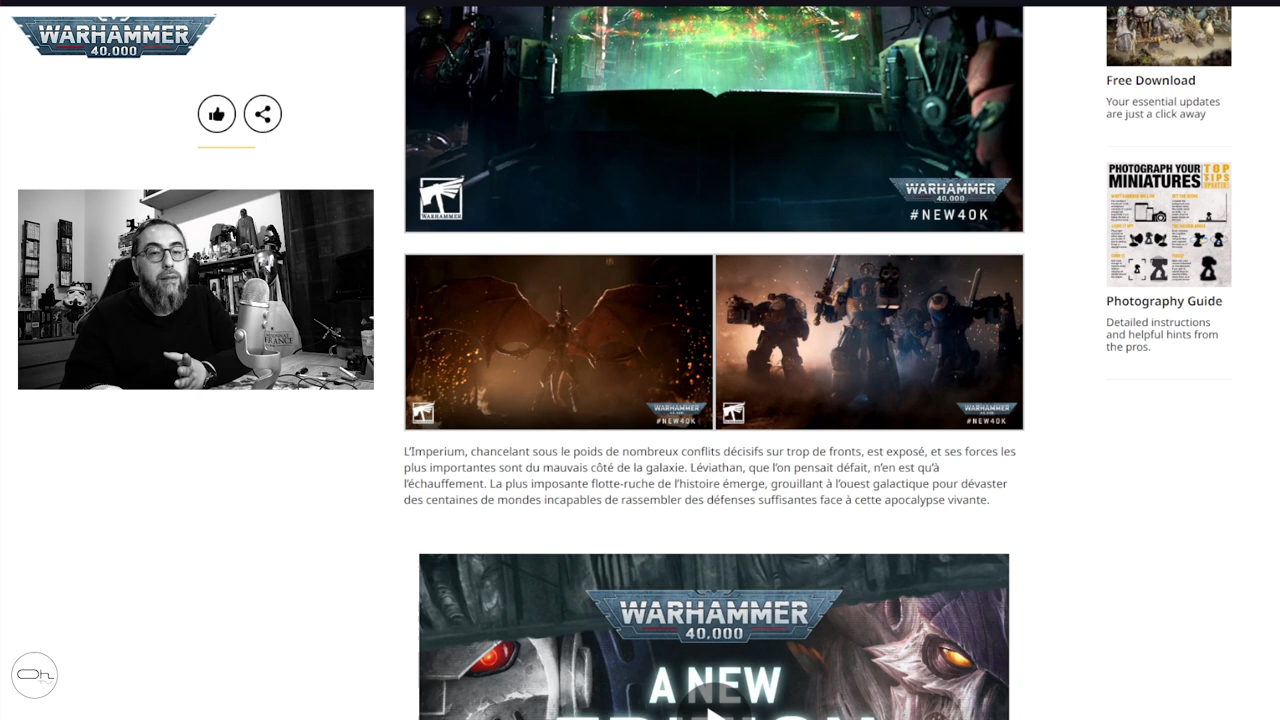 WARHAMMER
40,000
WARHAMMER
WARHAMMER
40,000
#NEW40K
WARHAMMER
#NEW40K
WARHAMMER
#NEW40K
L'Imperium, chancelant sous le poids de nombreux conflits décisifs sur trop de fronts, est exposé, et ses forces les
plus importantes sont du mauvais côté de la galaxie. Léviathan, que l'on pensait défait, n'en est qu'à
l'échauffement. La plus imposante flotte-ruche de l'histoire émerge, grouillant à l'ouest galactique pour dévaster
des centaines de mondes incapables de rassembler des défenses suffisantes face à cette apocalypse vivante.
WARHAMMER
40,000
A NEW
Free Download
Your essential updates
are just a click away
PHOTOGRAPH YOUR
MINIATURES
TOP
TIPS
Photography Guide
Detailed instructions
and helpful hints from
the pros.
FRANCE